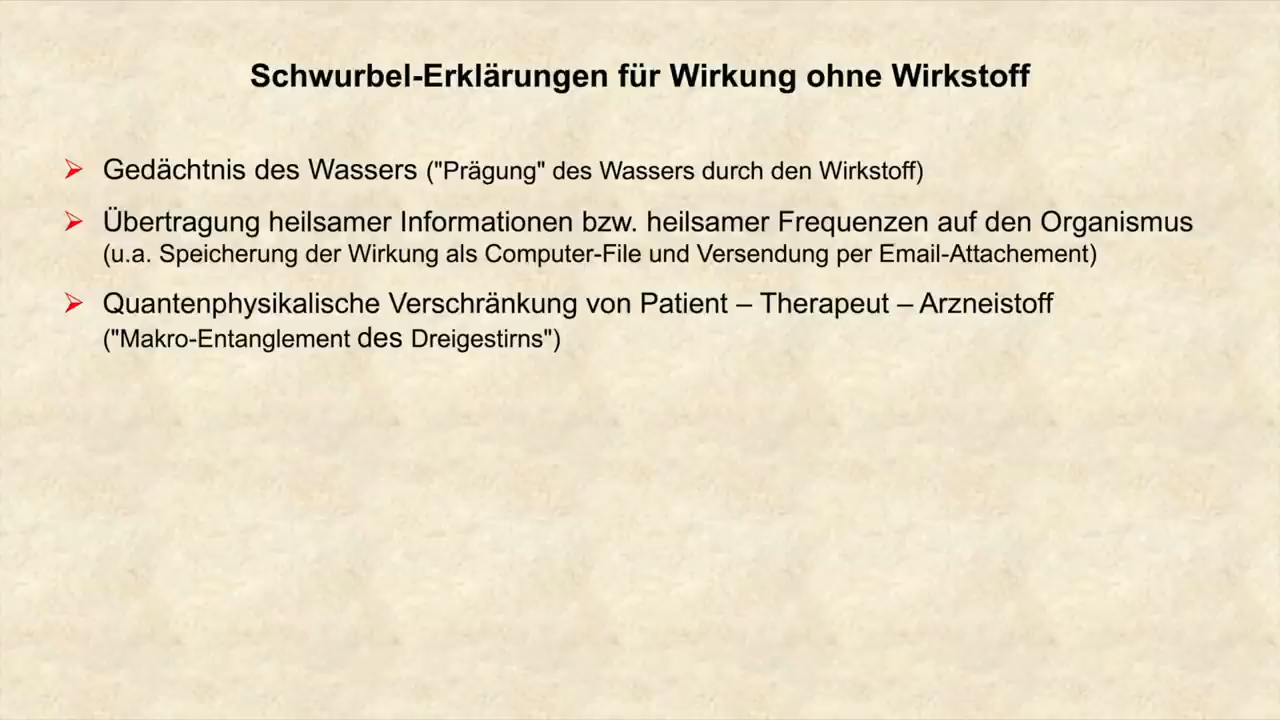 Schwurbel-Erklärungen für Wirkung ohne Wirkstoff
Gedächtnis des Wassers ("Prägung" des Wassers durch den Wirkstoff)
Übertragung heilsamer Informationen bzw. heilsamer Frequenzen auf den Organismus
(u.a. Speicherung der Wirkung als Computer-File und Versendung per Email-Attachement)
Quantenphysikalische Verschränkung von Patient – Therapeut – Arzneistoff
("Makro-Entanglement des Dreigestirns")